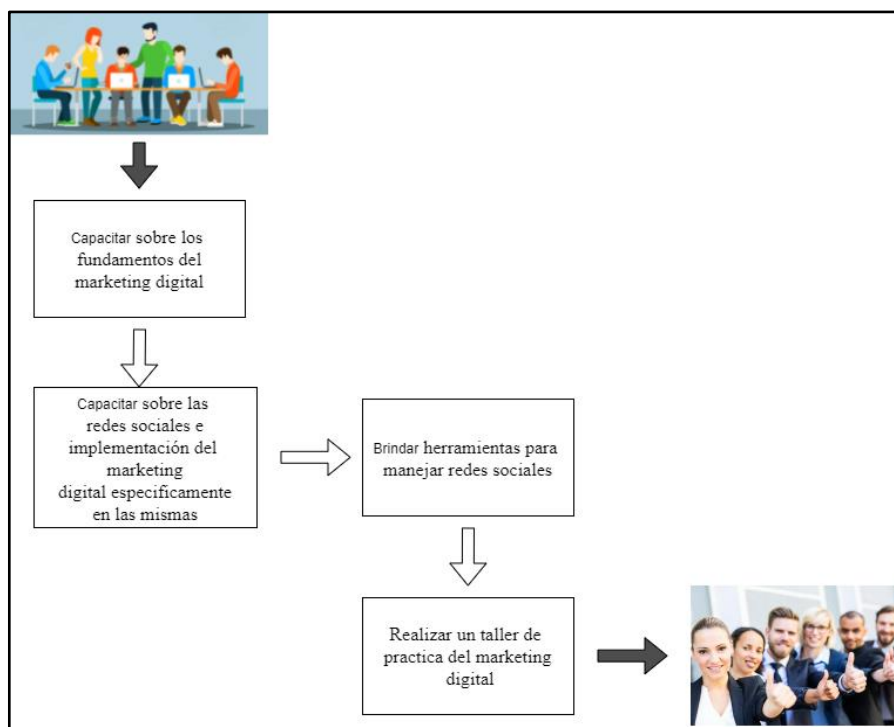 Capacitar sobre los
fundamentos del
marketing digital
Capacitar sobre las
redes sociales e
implementación del
marketing
digital específicamente
en las mismas
Brindar herramientas para
manejar redes sociales
Realizar un taller de
practica del marketing
digital